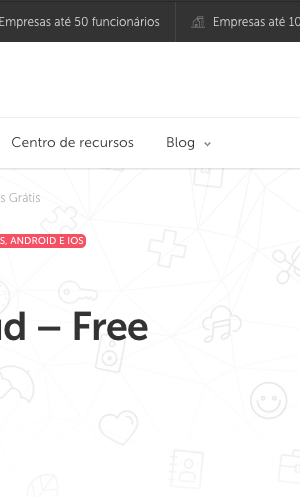 Empresas até 50 funcionários
Empresas até 10
Centro de recursos
Blog
s Grátis
S, ANDROID E IOS
d – Free